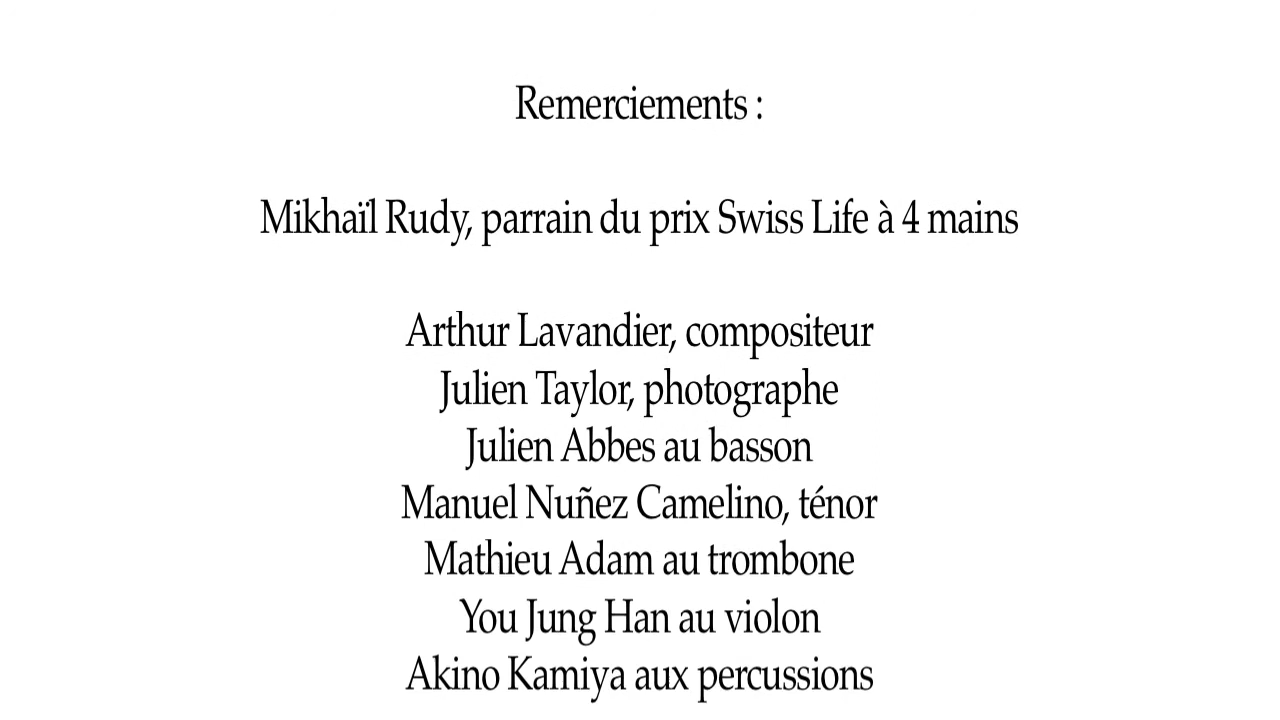 Remerciements :
Mikhaïl Rudy, parrain du prix Swiss Life à 4 mains
Arthur Lavandier, compositeur
Julien Taylor, photographe
Julien Abbes au basson
Manuel Nuñez Camelino, ténor
Mathieu Adam au trombone
You Jung Han au violon
Akino Kamiya aux percussions